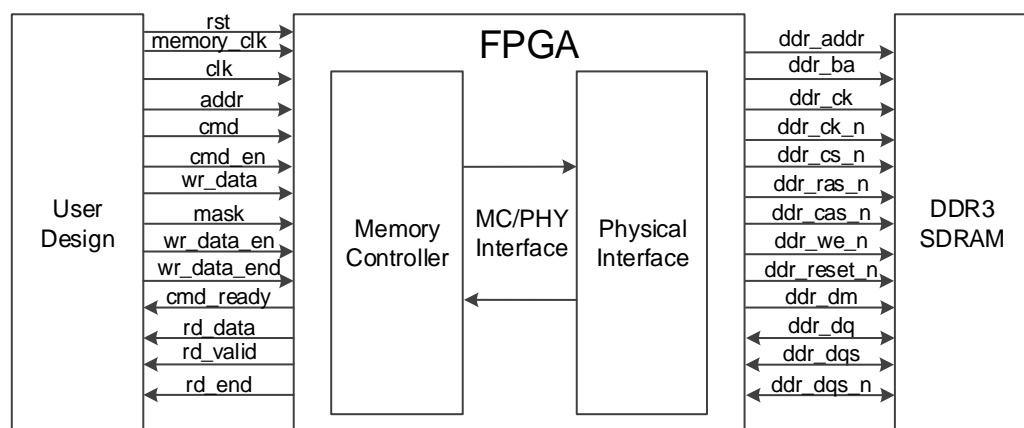 rst
memory_clk
clk
addr
cmd
cmd_en
wr_data
mask
wr_data_en
wr_data_end
cmd_ready
rd_data
rd_valid
rd_end
User
Design
FPGA
Memory
Controller
MC/PHY
Interface
Physical
Interface
ddr_addr
ddr_ba
ddr_ck
ddr_ck_n
ddr_cs_n
ddr_ras_n
ddr_cas_n
ddr_we_n
ddr_reset_n
ddr_dm
ddr_dq
ddr_dqs
ddr_dqs_n
DDR3
SDRAM